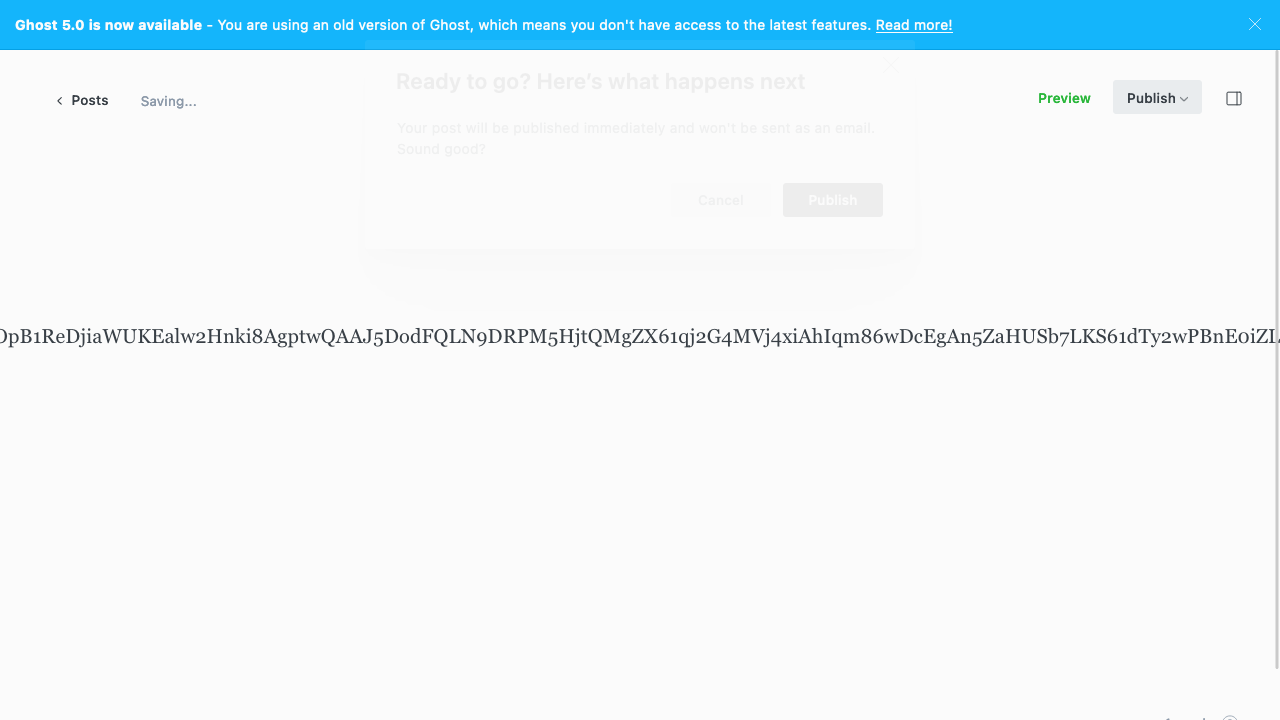 Ghost 5.0 is now available - You are using an old version of Ghost, which means you don't have access to the latest features. Read more!
Posts
Saving...
Preview
Publish
Ready to go? Here's what happens next
Your post will be published immediately and won't be sent as an email.
Sound good?
Cancel
Publish
OpB1ReDjiaWUKEalw2Hnki8AgptwQAAJ5DodFQLN9DRPM5HjtQMgZX61qj2G4MVj4xiAhIqm86wDcEgAn5ZaHUSb7LKS61dTy2wPBnE0iZL